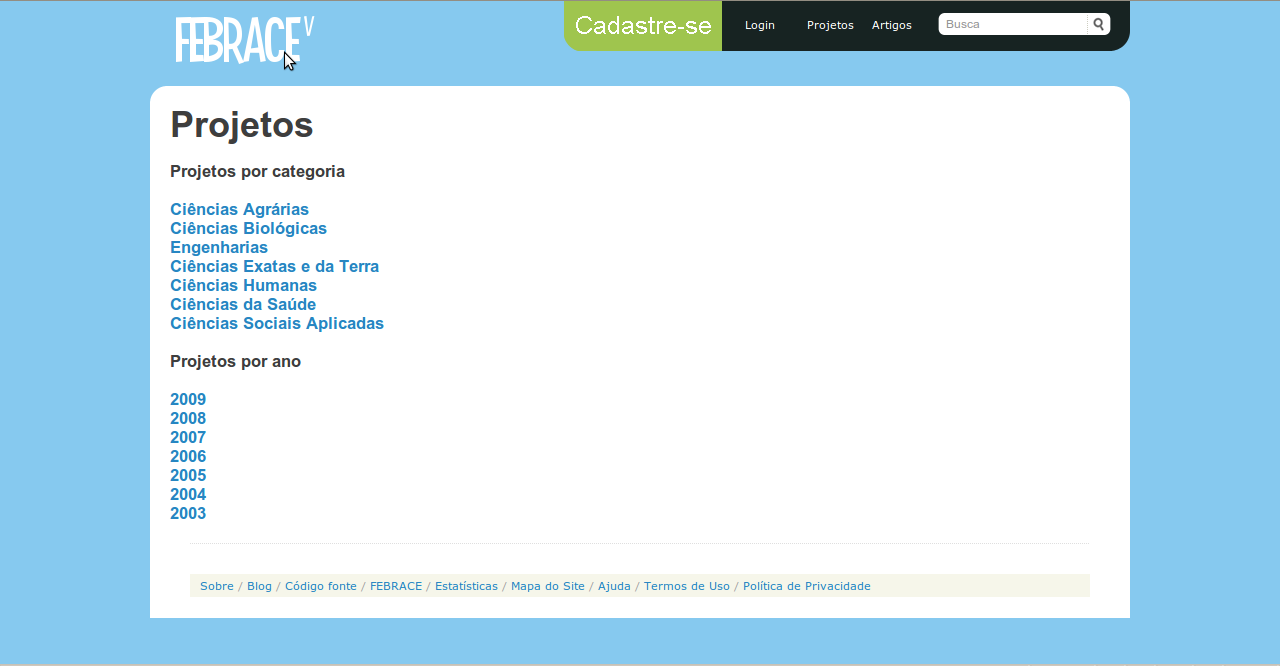 FEBRACE V
Cadastre-se
Login Projetos Artigos Busca
Projetos
Projetos por categoria
Ciências Agrárias
Ciências Biológicas
Engenharias
Ciências Exatas e da Terra
Ciências Humanas
Ciências da Saúde
Ciências Sociais Aplicadas
Projetos por ano
2009
2008
2007
2006
2005
2004
2003
Sobre / Blog / Código fonte / FEBRACE / Estatísticas / Mapa do Site / Ajuda / Termos de Uso / Política de Privacidade